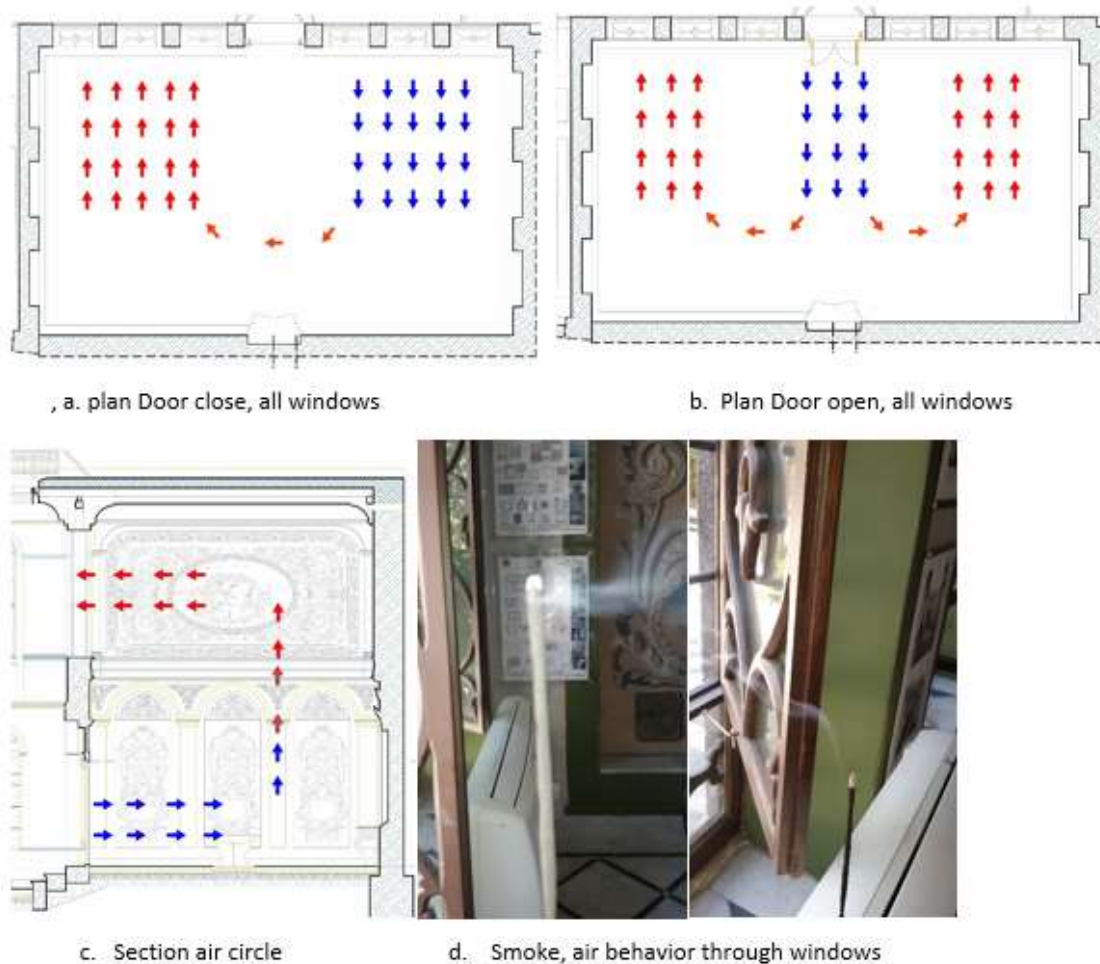 , a. plan Door close, all windows
b. Plan Door open, all windows
c. Section air circle
d. Smoke, air behavior through windows